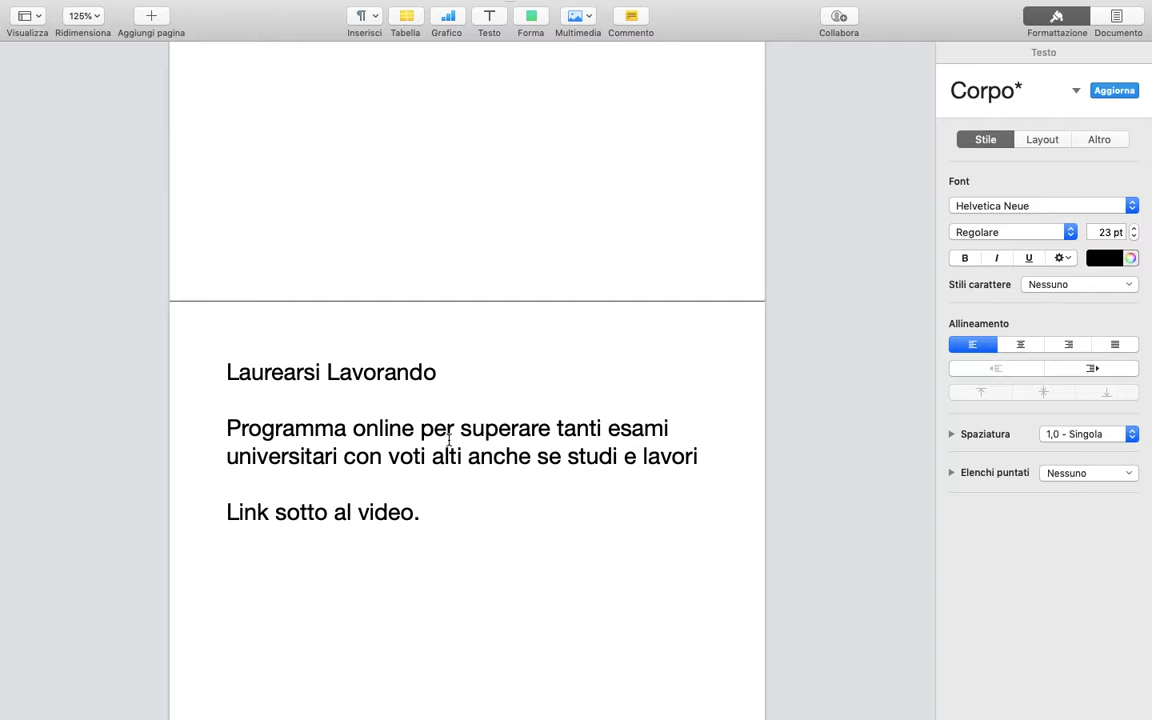 125%
Visualizza Ridimensiona Aggiungi pagina Inserisci Tabella Grafico Testo Forma Multimedia Commento Collabora Formattazione Documento
Testo
Corpo* Aggiorna
Stile Layout Altro
Font
Helvetica Neue
Regolare 23 pt
B I U
Stili carattere Nessuno
Allineamento
Spaziatura 1,0 - Singola
Elenchi puntati Nessuno
Laurearsi Lavorando
Programma online per superare tanti esami
universitari con voti alti anche se studi e lavori
Link sotto al video.